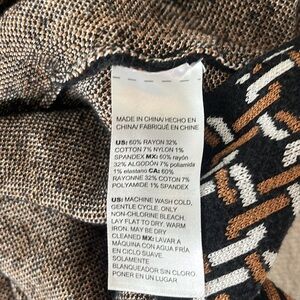 MADE IN CHINA/HECHO EN
CHINA/ FABRIQUÉ EN CHINE
US: 60% RAYON 32%
COTTON 7% NYLON 1%
SPANDEX MX: 60% rayón
32% ALGODÓN 7% poliamida
1% elastano CA: 60%
RAYONNE 32% COTON 7%
POLYAMIDE 1% SPANDEX
US: MACHINE WASH COLD,
GENTLE CYCLE. ONLY
NON-CHLORINE BLEACH.
LAY FLAT TO DRY. WARM
IRON. MAY BE DRY
CLEANED MX: LAVAR A
MÁQUINA CON AGUA FRÍA
EN CICLO SUAVE.
SOLAMENTE
BLANQUEADOR SIN CLORO.
PONER EN UN LUGAR